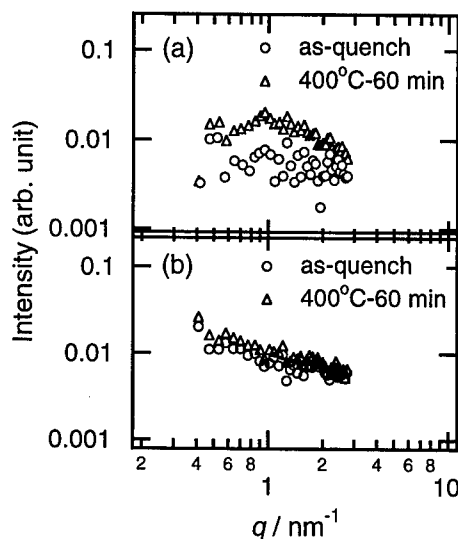 Intensity (arb. unit)
0.1
0.01
0.001
(a)
○ as-quench
△ 400°C-60 min
0.1
0.01
0.001
(b)
○ as-quench
△ 400°C-60 min
2 4 6 8 1 2 4 6 8 10
q / nm⁻¹